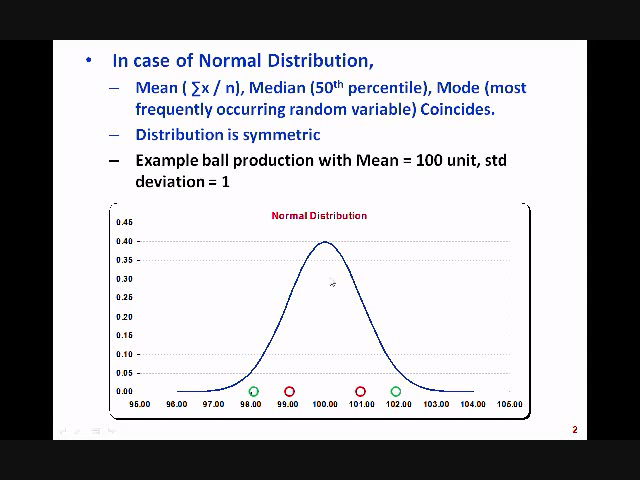 • In case of Normal Distribution,
– Mean ( ∑x / n), Median (50th percentile), Mode (most
frequently occurring random variable) Coincides.
– Distribution is symmetric
– Example ball production with Mean = 100 unit, std
deviation = 1
Normal Distribution
0.45
0.40
0.35
0.30
0.25
0.20
0.15
0.10
0.05
0.00
95.00 96.00 97.00 98.00 99.00 100.00 101.00 102.00 103.00 104.00 105.00
2